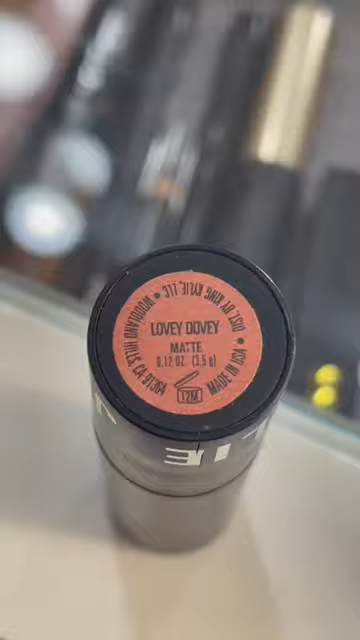 LOVEY DOVEY
MATTE
0.12 OZ. (3.5 g)
12M
DIST. BY KING KYLIE LLC • WOODLAND HILLS, CA 91364
MADE IN USA •